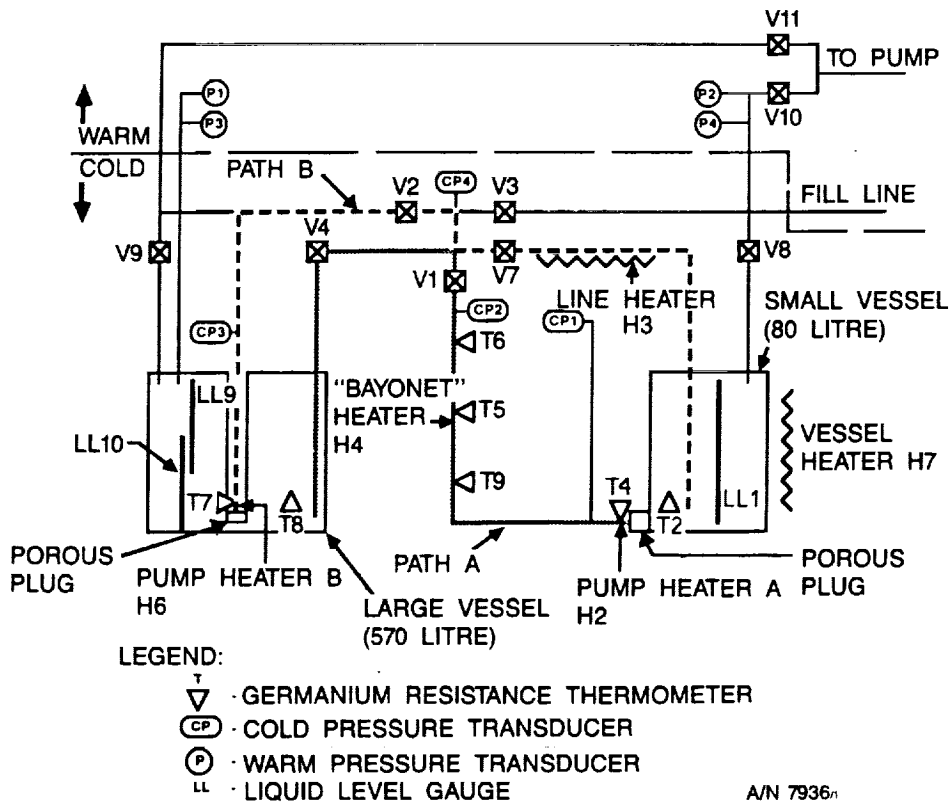 V11
TO PUMP
P1
P2
P3
P4
V10
WARM
COLD
PATH B
V2
CP4
V3
FILL LINE
V9
V4
V1
V7
V8
LINE HEATER
H3
SMALL VESSEL
(80 LITRE)
CP3
CP2
CP1
T6
"BAYONET"
HEATER
H4
LL9
T5
LL10
VESSEL
HEATER H7
T9
T4
LL1
T7
T8
T2
POROUS
PLUG
PATH A
POROUS
PLUG
PUMP HEATER B
H6
PUMP HEATER A
H2
LARGE VESSEL
(570 LITRE)
LEGEND:
T
· GERMANIUM RESISTANCE THERMOMETER
CP · COLD PRESSURE TRANSDUCER
P · WARM PRESSURE TRANSDUCER
LL · LIQUID LEVEL GAUGE
A/N 7936